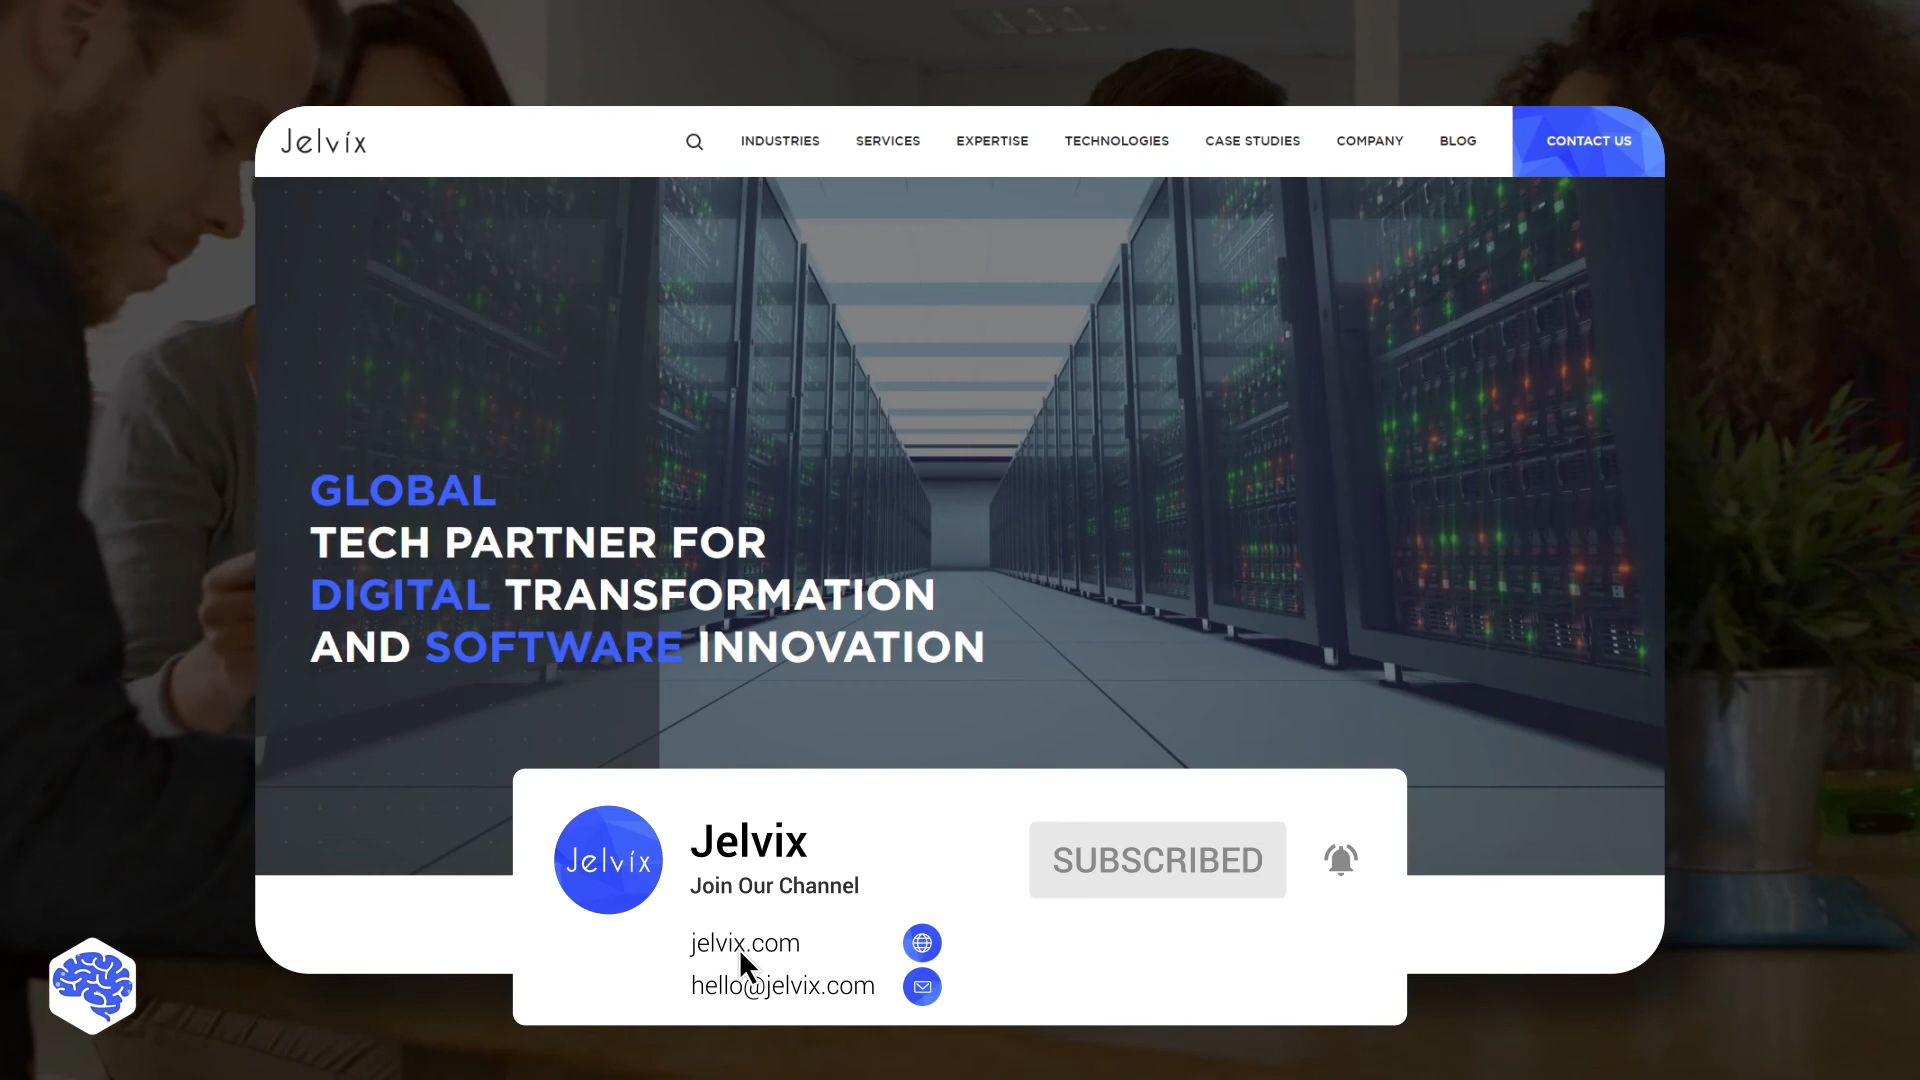 Jelvix
INDUSTRIES SERVICES EXPERTISE TECHNOLOGIES CASE STUDIES COMPANY BLOG CONTACT US
GLOBAL
TECH PARTNER FOR
DIGITAL TRANSFORMATION
AND SOFTWARE INNOVATION
Jelvix
Jelvix
SUBSCRIBED
Join Our Channel
jelvix.com
hello@jelvix.com